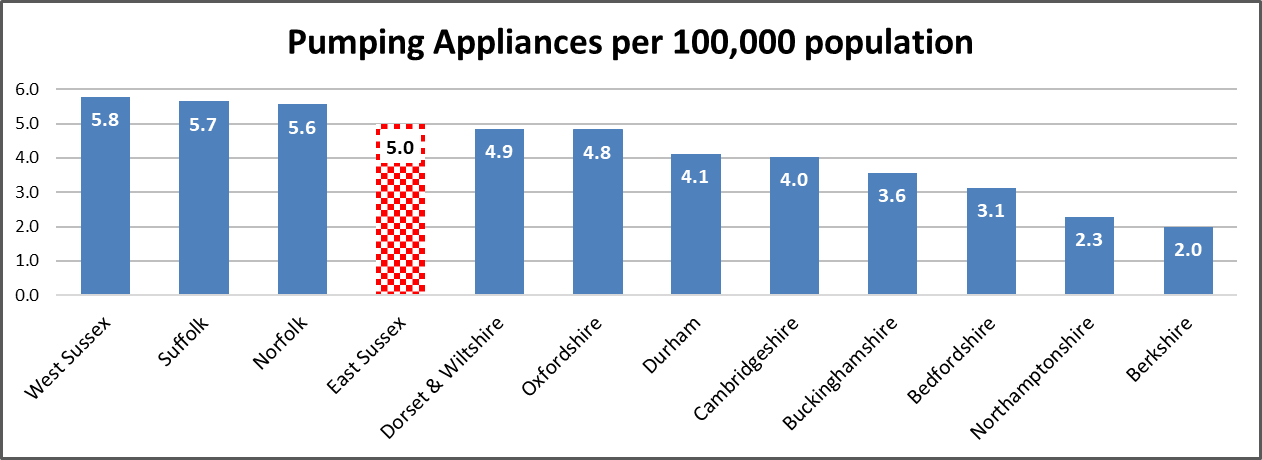 Pumping Appliances per 100,000 population
6.0
5.0
4.0
3.0
2.0
1.0
0.0
5.8
5.7
5.6
5.0
4.9
4.8
4.1
4.0
3.6
3.1
2.3
2.0
West Sussex
Suffolk
Norfolk
East Sussex
Dorset & Wiltshire
Oxfordshire
Durham
Cambridgeshire
Buckinghamshire
Bedfordshire
Northamptonshire
Berkshire